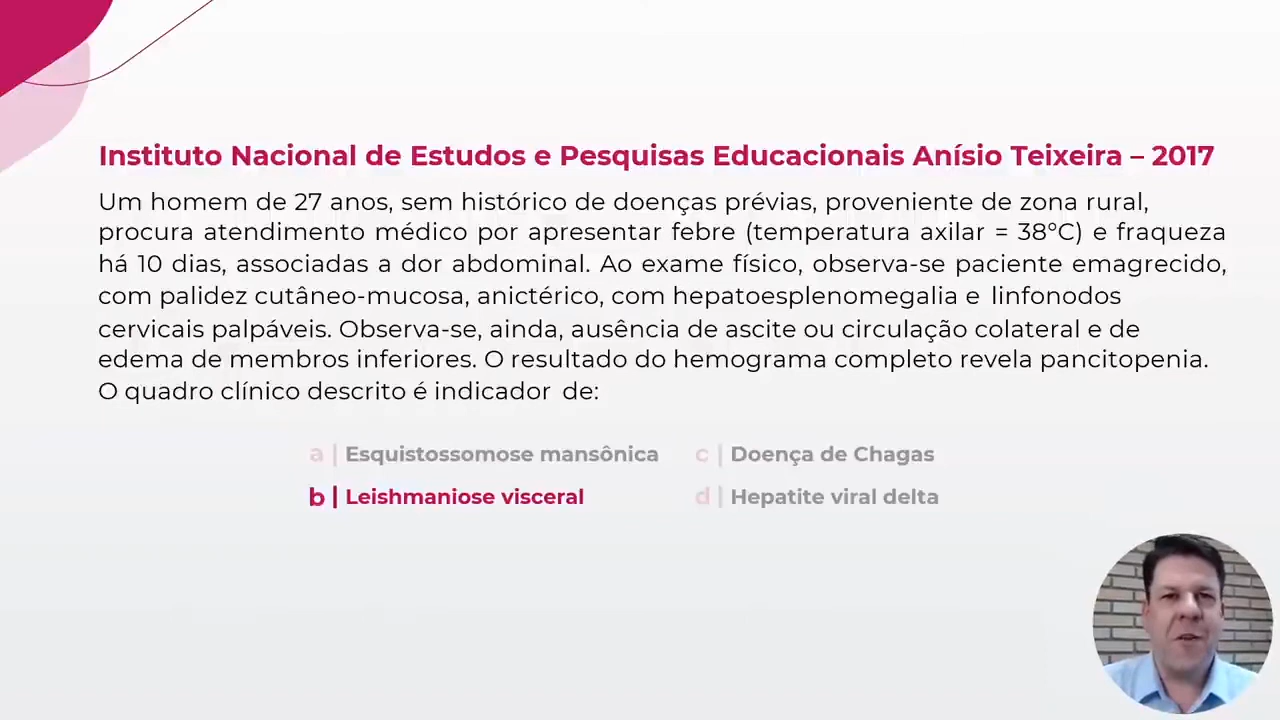 Instituto Nacional de Estudos e Pesquisas Educacionais Anísio Teixeira – 2017
Um homem de 27 anos, sem histórico de doenças prévias, proveniente de zona rural,
procura atendimento médico por apresentar febre (temperatura axilar = 38°C) e fraqueza
há 10 dias, associadas a dor abdominal. Ao exame físico, observa-se paciente emagrecido,
com palidez cutâneo-mucosa, anictérico, com hepatoesplenomegalia e linfonodos
cervicais palpáveis. Observa-se, ainda, ausência de ascite ou circulação colateral e de
edema de membros inferiores. O resultado do hemograma completo revela pancitopenia.
O quadro clínico descrito é indicador de:
a | Esquistossomose mansônica
b | Leishmaniose visceral
c | Doença de Chagas
d | Hepatite viral delta